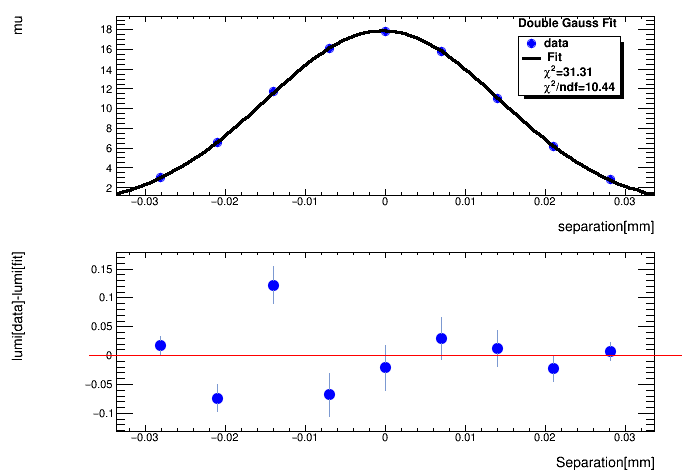 mu
Double Gauss Fit
data
Fit
χ²=31.31
χ²/ndf=10.44
18
16
14
12
10
8
6
4
2
−0.03 −0.02 −0.01 0 0.01 0.02 0.03
separation[mm]
lumi[data]-lumi[fit]
0.15
0.1
0.05
0
−0.05
−0.1
−0.03 −0.02 −0.01 0 0.01 0.02 0.03
Separation[mm]